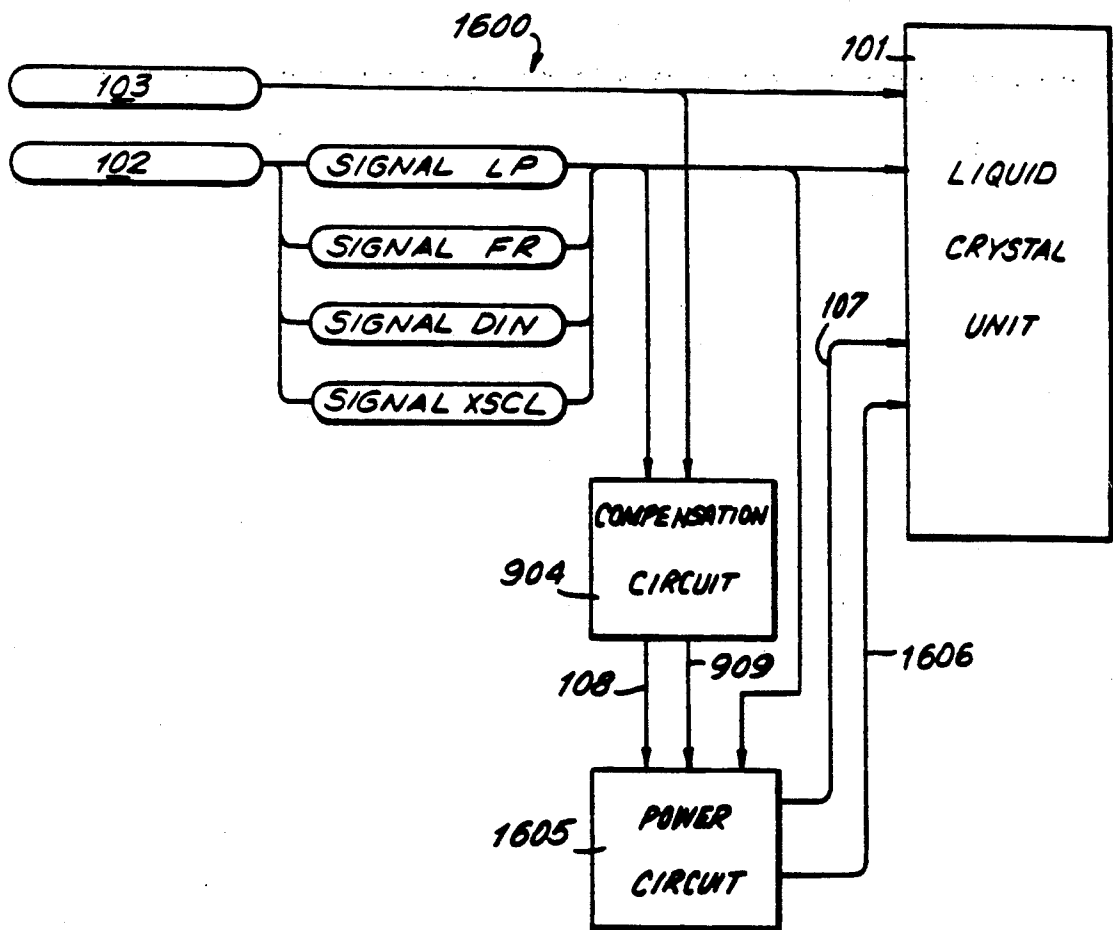 1600
101
103
102
SIGNAL LP
SIGNAL FR
SIGNAL DIN
SIGNAL XSCL
LIQUID
CRYSTAL
UNIT
107
COMPENSATION
CIRCUIT
904
108
909
1606
1605
POWER
CIRCUIT